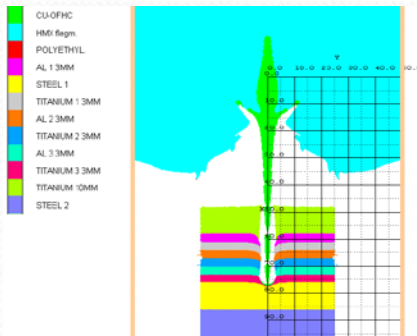 CU-OFHC
HMX flegm.
POLYETHYL.
AL 1 3MM
STEEL 1
TITANIUM 1 3MM
AL 2 3MM
TITANIUM 2 3MM
AL 3 3MM
TITANIUM 3 3MM
TITANIUM 10MM
STEEL 2
Y
0.0 10.0 20.0 30.0 40.0
0.0
X